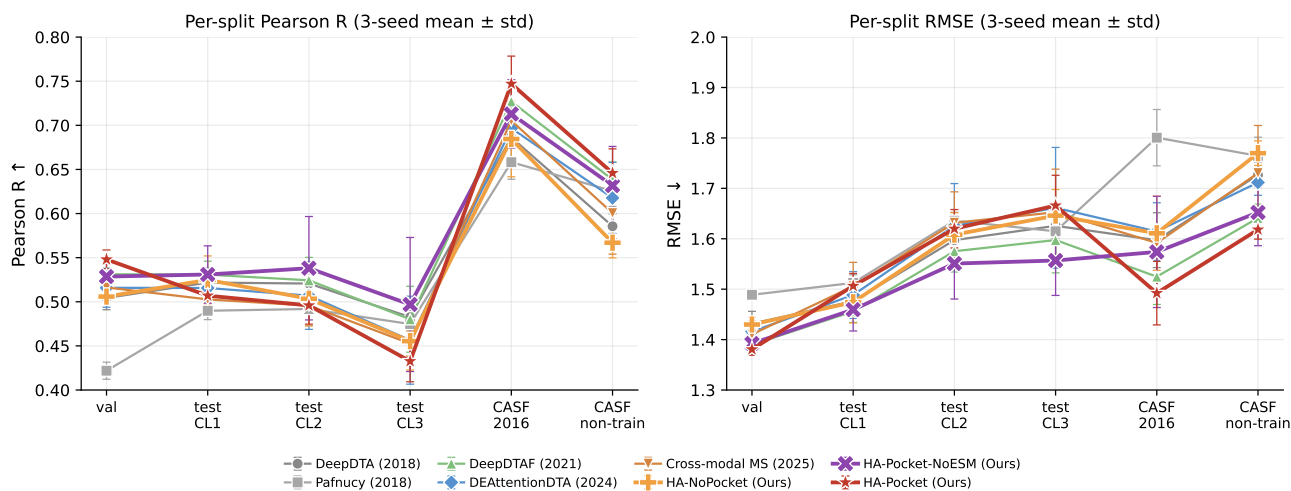 Per-split Pearson R (3-seed mean ± std)
Pearson R ↑
0.80
0.75
0.70
0.65
0.60
0.55
0.50
0.45
0.40
val
test CL1
test CL2
test CL3
CASF 2016
CASF non-train
Per-split RMSE (3-seed mean ± std)
RMSE ↓
2.0
1.9
1.8
1.7
1.6
1.5
1.4
1.3
val
test CL1
test CL2
test CL3
CASF 2016
CASF non-train
DeepDTA (2018)
Pafnucy (2018)
DeepDTAF (2021)
DEAttentionDTA (2024)
Cross-modal MS (2025)
HA-NoPocket (Ours)
HA-Pocket-NoESM (Ours)
HA-Pocket (Ours)